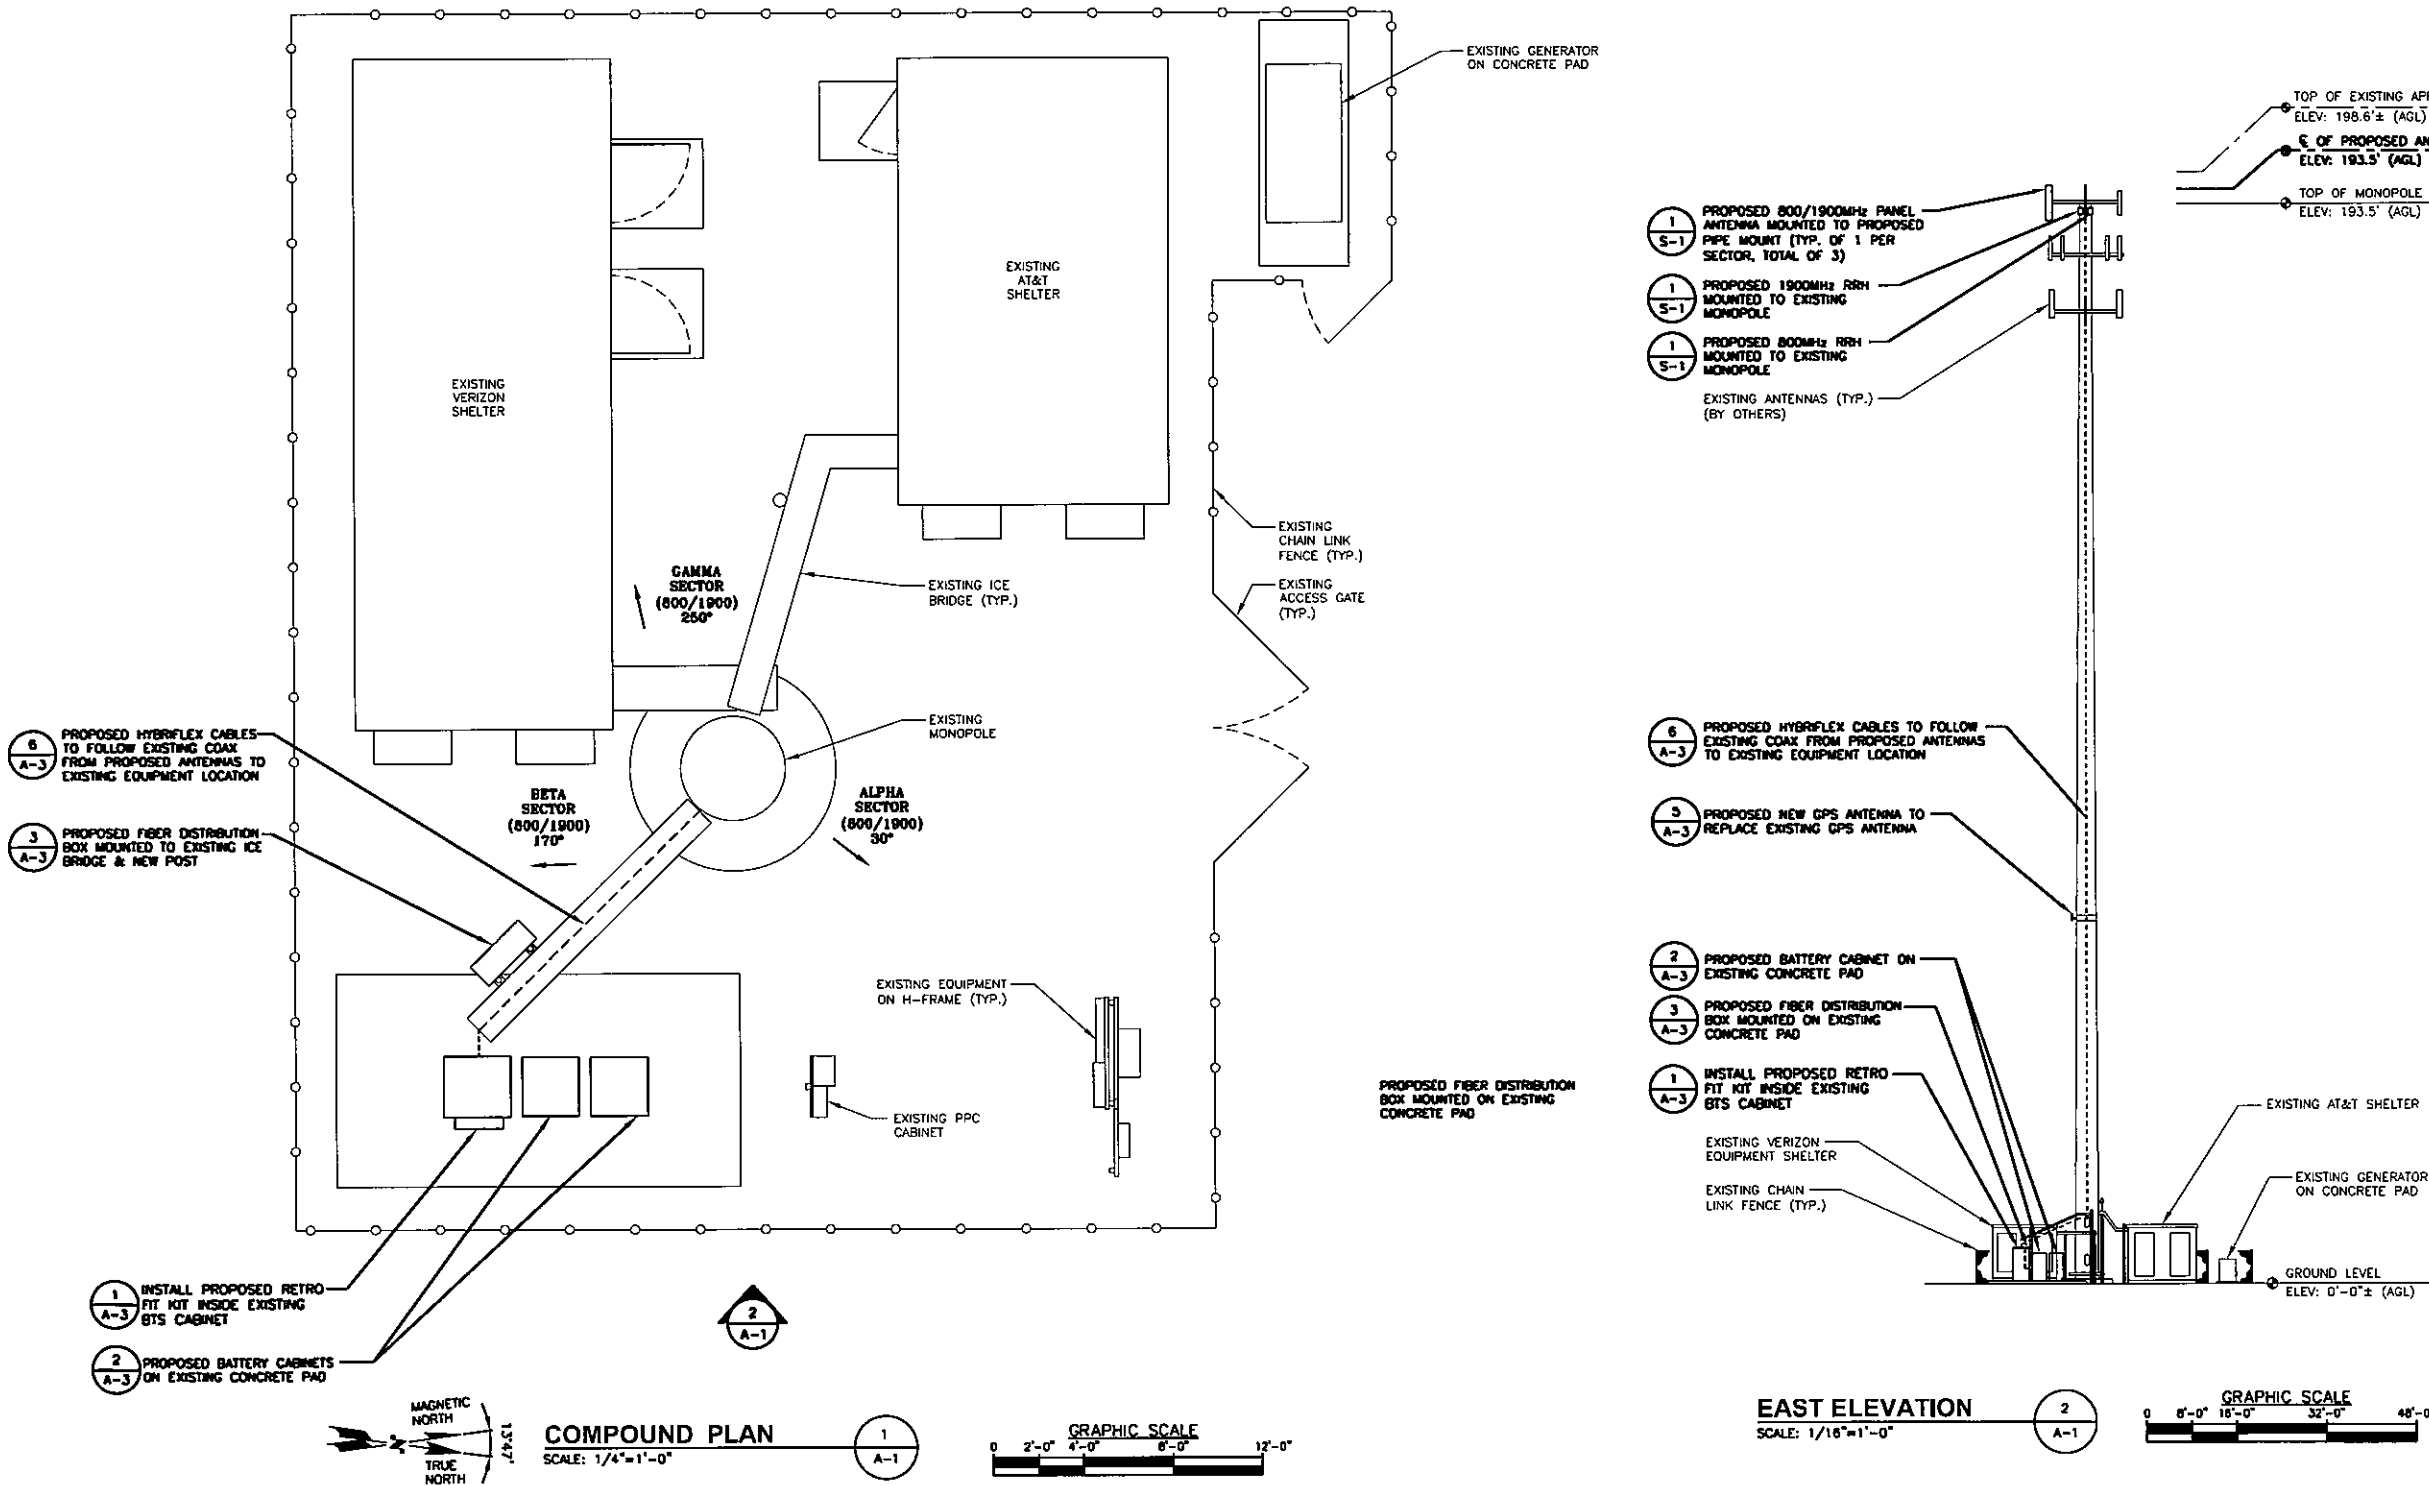 EXISTING GENERATOR
ON CONCRETE PAD
EXISTING
AT&T
SHELTER
EXISTING
VERIZON
SHELTER
EXISTING
CHAIN LINK
FENCE (TYP.)
EXISTING
ACCESS GATE
(TYP.)
GAMMA
SECTOR
(800/1900)
250°
EXISTING ICE
BRIDGE (TYP.)
EXISTING
MONOPOLE
6
A-3
PROPOSED HYBRIFLEX CABLES
TO FOLLOW EXISTING COAX
FROM PROPOSED ANTENNAS TO
EXISTING EQUIPMENT LOCATION
3
A-3
PROPOSED FIBER DISTRIBUTION
BOX MOUNTED TO EXISTING ICE
BRIDGE & NEW POST
BETA
SECTOR
(800/1900)
170°
ALPHA
SECTOR
(800/1900)
30°
EXISTING EQUIPMENT
ON H-FRAME (TYP.)
EXISTING PPC
CABINET
PROPOSED FIBER DISTRIBUTION
BOX MOUNTED ON EXISTING
CONCRETE PAD
1
A-3
INSTALL PROPOSED RETRO
FIT KIT INSIDE EXISTING
BTS CABINET
2
A-3
PROPOSED BATTERY CABINETS
ON EXISTING CONCRETE PAD
2
A-1
MAGNETIC
NORTH
N
13°47'
TRUE
NORTH
COMPOUND PLAN
SCALE: 1/4"=1'-0"
1
A-1
GRAPHIC SCALE
0 2'-0" 4'-0" 8'-0" 12'-0"
TOP OF EXISTING
ELEV: 198.6'± (AGL)
℄ OF PROPOSED
ELEV: 193.5' (AGL)
TOP OF MONOPOLE
ELEV: 193.5' (AGL)
1
S-1
PROPOSED 800/1900MHz PANEL
ANTENNA MOUNTED TO PROPOSED
PIPE MOUNT (TYP. OF 1 PER
SECTOR, TOTAL OF 3)
1
S-1
PROPOSED 1900MHz RRH
MOUNTED TO EXISTING
MONOPOLE
1
S-1
PROPOSED 800MHz RRH
MOUNTED TO EXISTING
MONOPOLE
EXISTING ANTENNAS (TYP.)
(BY OTHERS)
6
A-3
PROPOSED HYBRIFLEX CABLES TO FOLLOW
EXISTING COAX FROM PROPOSED ANTENNAS
TO EXISTING EQUIPMENT LOCATION
5
A-3
PROPOSED NEW GPS ANTENNA TO
REPLACE EXISTING GPS ANTENNA
2
A-3
PROPOSED BATTERY CABINET ON
EXISTING CONCRETE PAD
3
A-3
PROPOSED FIBER DISTRIBUTION
BOX MOUNTED ON EXISTING
CONCRETE PAD
1
A-3
INSTALL PROPOSED RETRO
FIT KIT INSIDE EXISTING
BTS CABINET
EXISTING VERIZON
EQUIPMENT SHELTER
EXISTING CHAIN
LINK FENCE (TYP.)
EXISTING AT&T SHELTER
EXISTING GENERATOR
ON CONCRETE PAD
GROUND LEVEL
ELEV: 0'-0"± (AGL)
EAST ELEVATION
SCALE: 1/16"=1'-0"
2
A-1
GRAPHIC SCALE
0 8'-0" 16'-0" 32'-0"